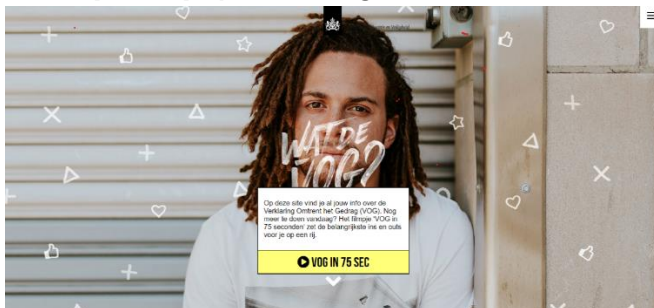 WAT DE
VOG?
Op deze site vind je al jouw info over de
Verklaring Omtrent het Gedrag (VOG). Nog
meer te doen vandaag? Het filmpje 'VOG in
75 seconden' zet de belangrijkste ins en outs
voor je op een rij.
VOG IN 75 SEC